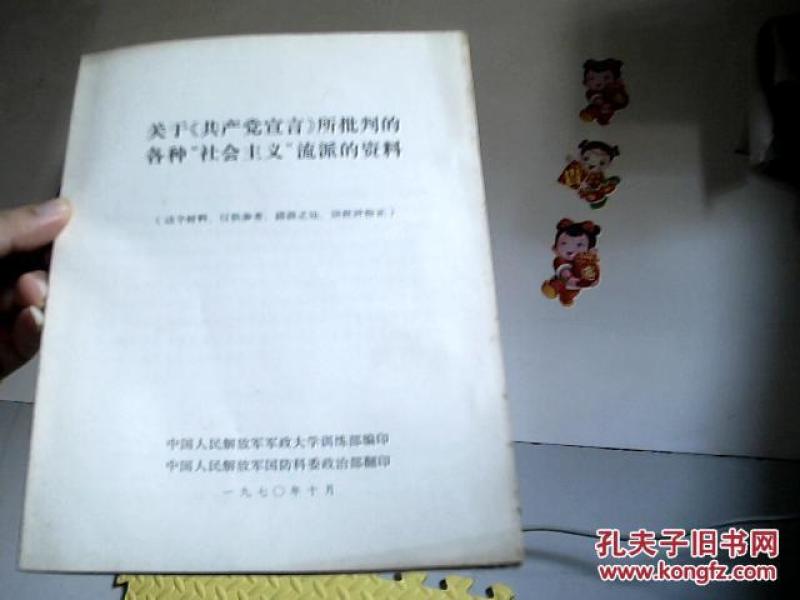 关于《共产党宣言》所批判的
各种"社会主义"流派的资料
中国人民解放军军政大学训练部编印
中国人民解放军国防科委政治部翻印
一九七〇年十月
孔夫子旧书网
www.kongfz.com